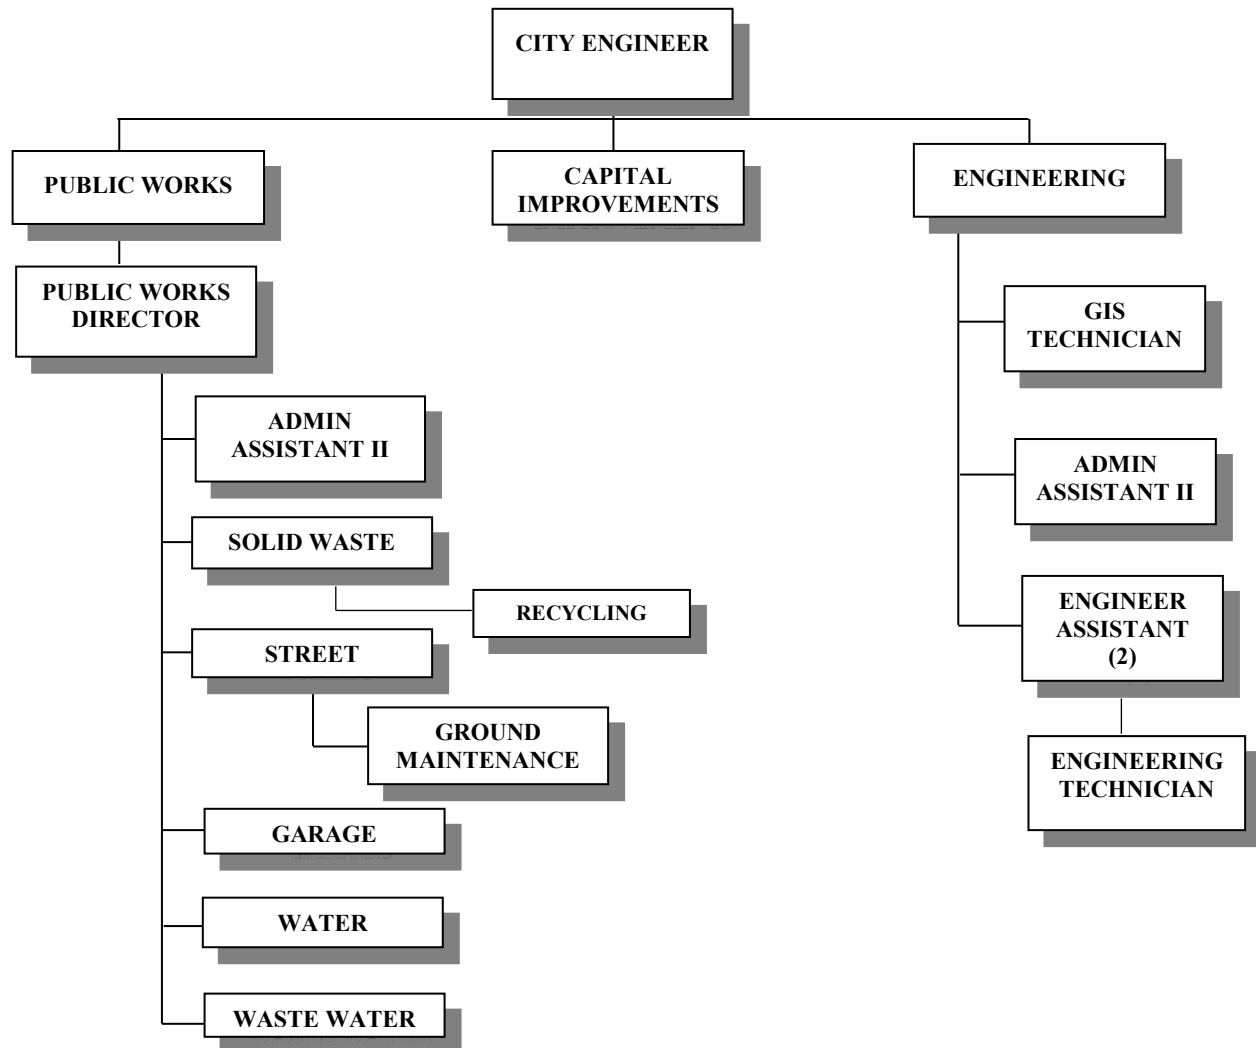 CITY ENGINEER
PUBLIC WORKS
CAPITAL
IMPROVEMENTS
ENGINEERING
PUBLIC WORKS
DIRECTOR
ADMIN
ASSISTANT II
SOLID WASTE
RECYCLING
STREET
GROUND
MAINTENANCE
GARAGE
WATER
WASTE WATER
GIS
TECHNICIAN
ADMIN
ASSISTANT II
ENGINEER
ASSISTANT
(2)
ENGINEERING
TECHNICIAN